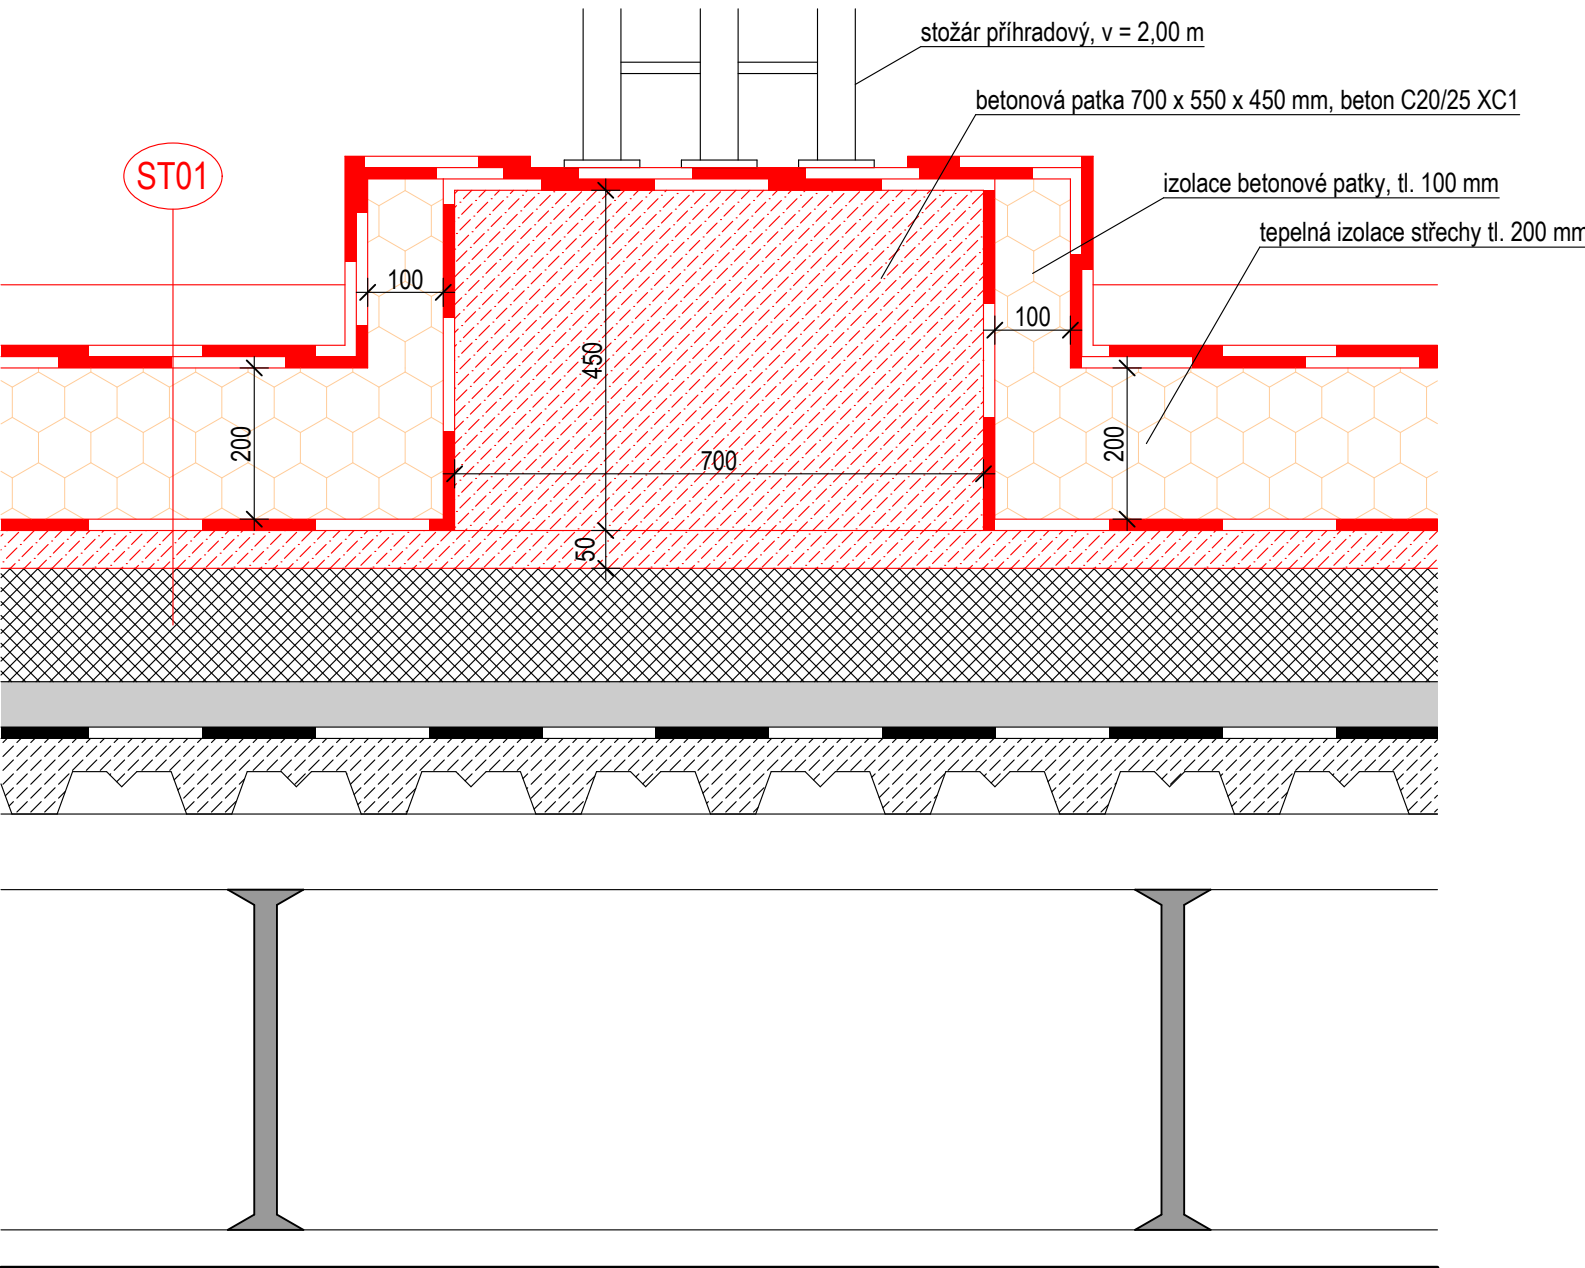 stožár příhradový, v = 2,00 m
betonová patka 700 x 550 x 450 mm, beton C20/25 XC1
ST01
izolace betonové patky, tl. 100 mm
tepelná izolace střechy tl. 200 mm
100
100
450
200
200
700
50